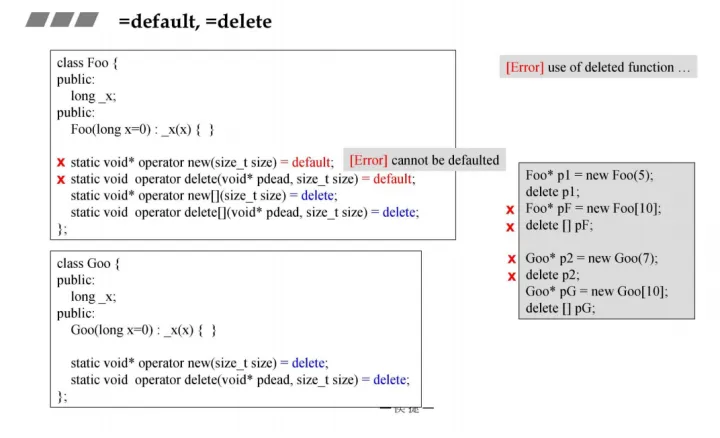 =default, =delete
class Foo {
public:
long _x;
public:
Foo(long x=0) : _x(x) { }
x static void* operator new(size_t size) = default; [Error] cannot be defaulted
x static void operator delete(void* pdead, size_t size) = default;
static void* operator new[](size_t size) = delete;
static void operator delete[](void* pdead, size_t size) = delete;
};
class Goo {
public:
long _x;
public:
Goo(long x=0) : _x(x) { }
static void* operator new(size_t size) = delete;
static void operator delete(void* pdead, size_t size) = delete;
};
[Error] use of deleted function …
Foo* p1 = new Foo(5);
delete p1;
x Foo* pF = new Foo[10];
x delete [] pF;
x Goo* p2 = new Goo(7);
x delete p2;
Goo* pG = new Goo[10];
delete [] pG;